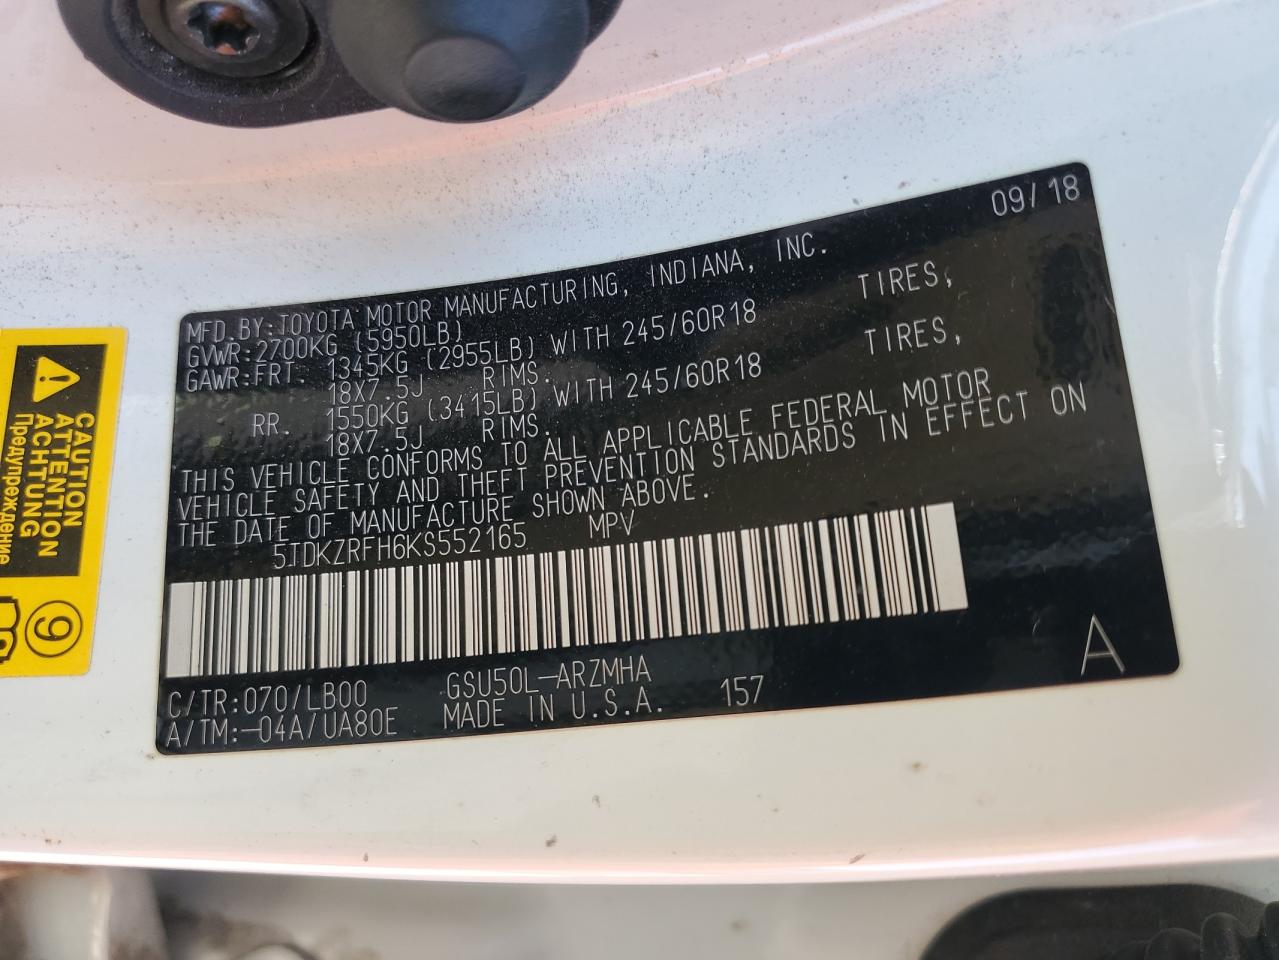 09/18
MFD.BY:TOYOTA MOTOR MANUFACTURING, INDIANA, INC.
GVWR:2700KG (5950LB)
GAWR:FRT. 1345KG (2955LB) WITH 245/60R18 TIRES,
18X7.5J RIMS.
RR. 1550KG (3415LB) WITH 245/60R18 TIRES,
18X7.5J RIMS.
THIS VEHICLE CONFORMS TO ALL APPLICABLE FEDERAL MOTOR
VEHICLE SAFETY AND THEFT PREVENTION STANDARDS IN EFFECT ON
THE DATE OF MANUFACTURE SHOWN ABOVE.
5TDKZRFH6KS552165 MPV
C/TR:070/LB00 GSU50L-ARZMHA
A/TM:-04A/UA80E MADE IN U.S.A. 157
A
CAUTION
ATTENTION
ACHTUNG
Предупреждение
9